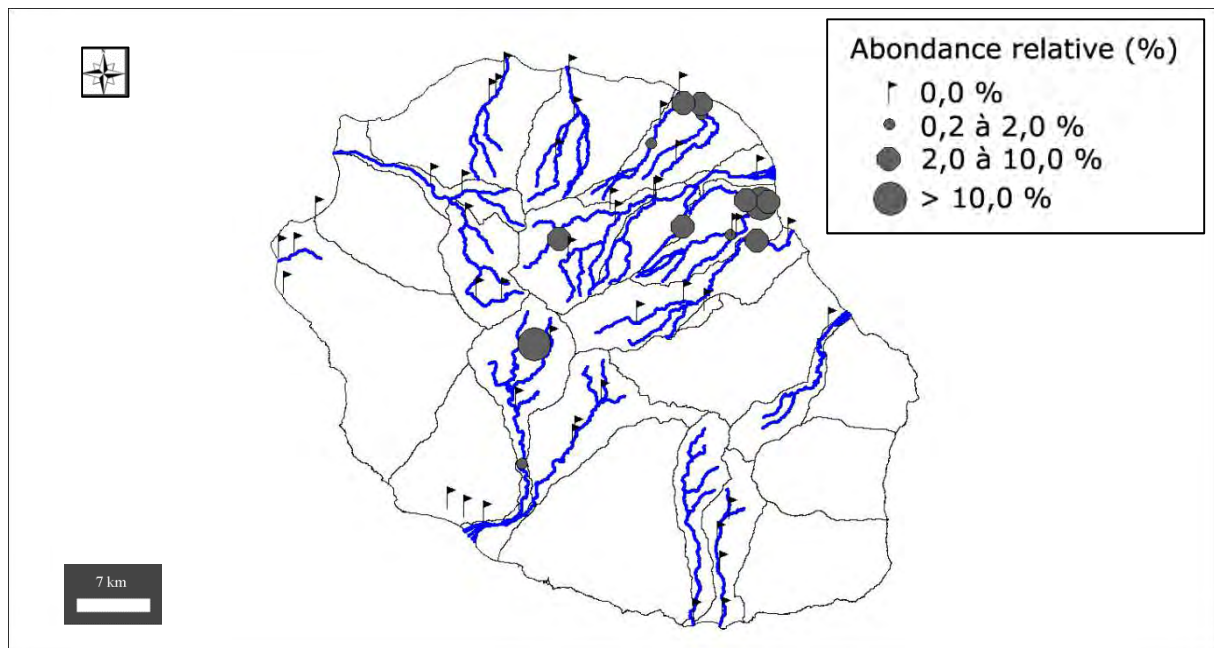 Abondance relative (%)
0,0 %
0,2 à 2,0 %
2,0 à 10,0 %
> 10,0 %
7 km